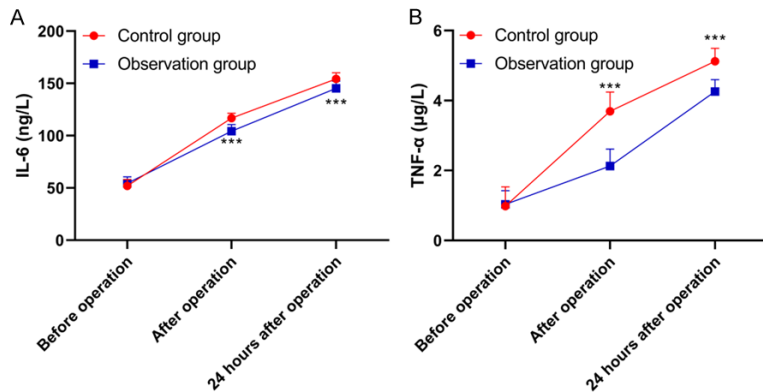 A
Control group
Observation group
IL-6 (ng/L)
200
150
100
50
0
***
***
Before operation
After operation
24 hours after operation
B
Control group
Observation group
TNF-α (μg/L)
6
4
2
0
***
***
Before operation
After operation
24 hours after operation